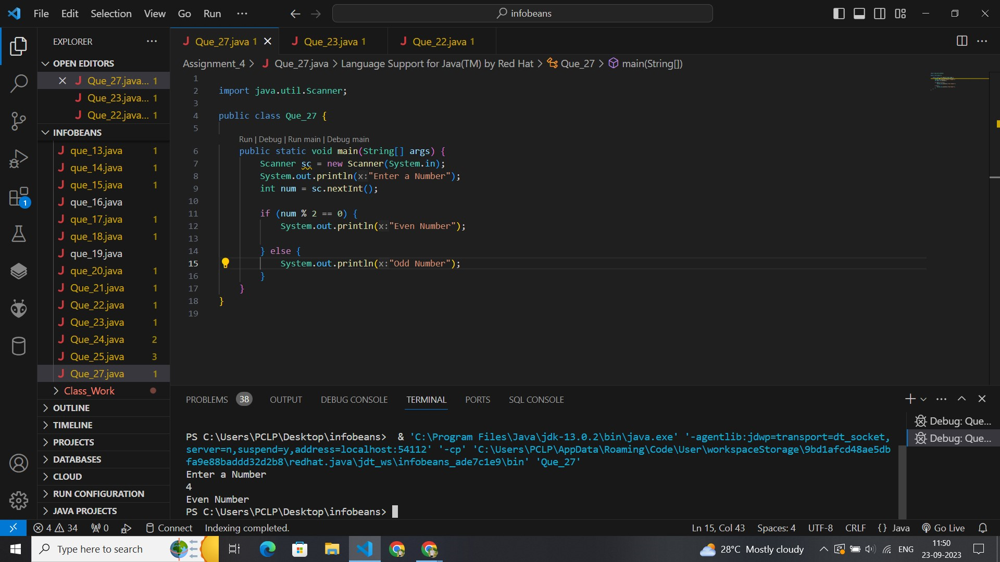 File Edit Selection View Go Run ··· infobeans
EXPLORER
OPEN EDITORS
Que_27.java... 1
Que_23.java... 1
Que_22.java... 1
INFOBEANS
que_13.java 1
que_14.java 1
que_15.java 1
que_16.java
que_17.java 1
que_18.java 1
que_19.java
que_20.java 1
Que_21.java 1
Que_22.java 1
Que_23.java 1
Que_24.java 2
Que_25.java 3
Que_27.java 1
Class_Work
OUTLINE
TIMELINE
PROJECTS
DATABASES
CLOUD
RUN CONFIGURATION
JAVA PROJECTS
1
Que_27.java 1 Que_23.java 1 Que_22.java 1
Assignment_4 > Que_27.java > Language Support for Java(TM) by Red Hat > Que_27 > main(String[])
1
2 import java.util.Scanner;
3
4 public class Que_27 {
5
Run | Debug | Run main | Debug main
6 public static void main(String[] args) {
7 Scanner sc = new Scanner(System.in);
8 System.out.println(x:"Enter a Number");
9 int num = sc.nextInt();
10
11 if (num % 2 == 0) {
12 System.out.println(x:"Even Number");
13
14 } else {
15 System.out.println(x:"Odd Number");
16 }
17 }
18 }
19
PROBLEMS 38 OUTPUT DEBUG CONSOLE TERMINAL PORTS SQL CONSOLE
PS C:\Users\PCLP\Desktop\infobeans> & 'C:\Program Files\Java\jdk-13.0.2\bin\java.exe' '-agentlib:jdwp=transport=dt_socket,
server=n,suspend=y,address=localhost:54112' '-cp' 'C:\Users\PCLP\AppData\Roaming\Code\User\workspaceStorage\9bd1afcd48ae5db
fa9e88baddd32d2b8\redhat.java\jdt_ws\infobeans_ade7c1e9\bin' 'Que_27'
Enter a Number
4
Even Number
PS C:\Users\PCLP\Desktop\infobeans>
Debug: Que...
Debug: Que...
4 34 0 Connect Indexing completed. Ln 15, Col 43 Spaces: 4 UTF-8 CRLF {} Java Go Live
Type here to search 28°C Mostly cloudy ENG 11:50
23-09-2023